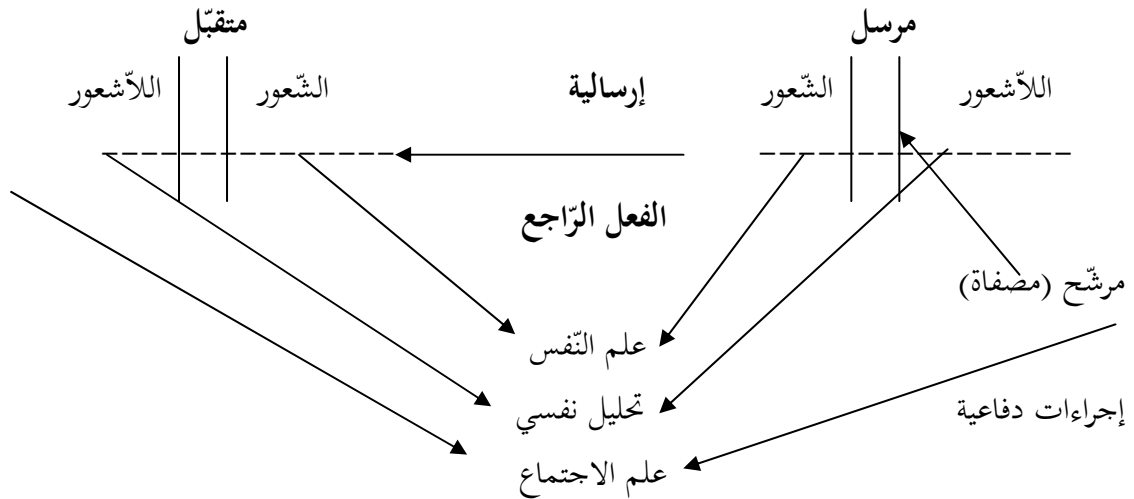 مرسل
متقبّل
اللاّشعور
الشّعور
إرسالية
الشّعور
اللاّشعور
الفعل الرّاجع
مرشّح (مصفاة)
علم النّفس
تحليل نفسي
إجراءات دفاعية
علم الاجتماع